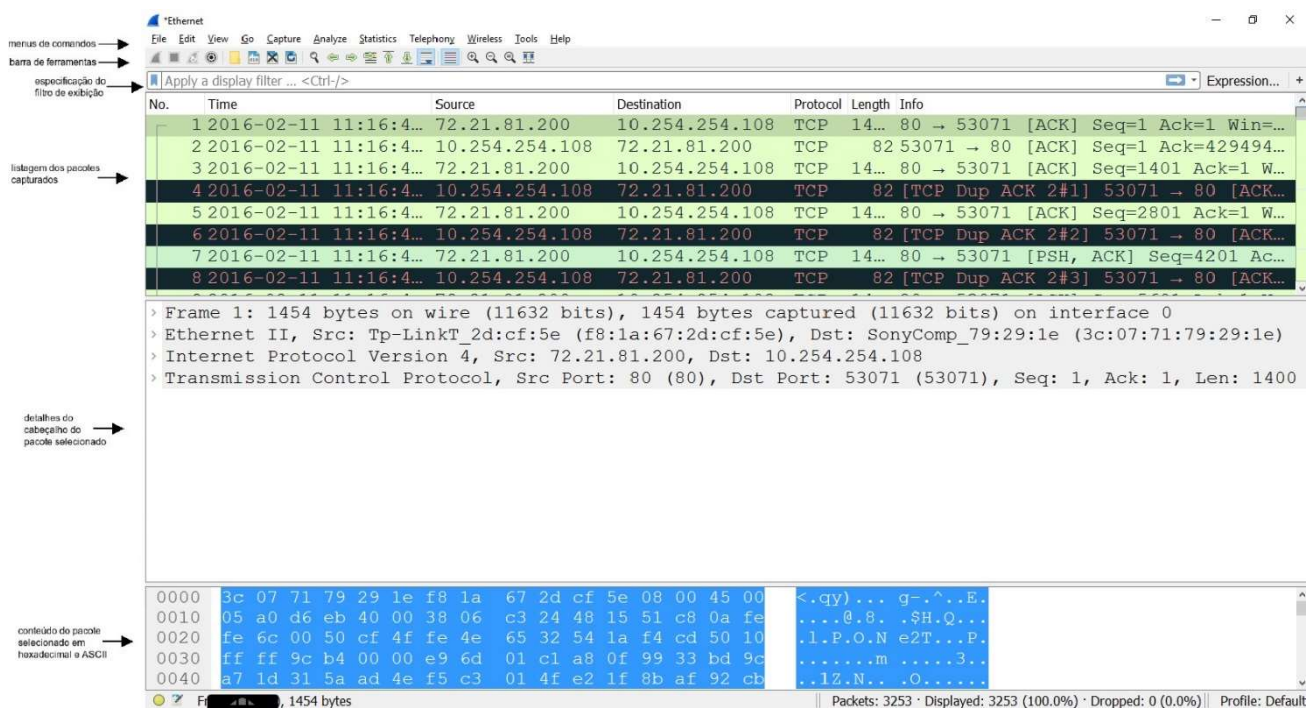 *Ethernet
menus de comandos
File Edit View Go Capture Analyze Statistics Telephony Wireless Tools Help
barra de ferramentas
especificação do
filtro de exibição
Apply a display filter ... <Ctrl-/>
Expression... +
No. Time Source Destination Protocol Length Info
listagem dos pacotes
capturados
1 2016-02-11 11:16:4… 72.21.81.200 10.254.254.108 TCP 14… 80 → 53071 [ACK] Seq=1 Ack=1 Win=…
2 2016-02-11 11:16:4… 10.254.254.108 72.21.81.200 TCP 82 53071 → 80 [ACK] Seq=1 Ack=429494…
3 2016-02-11 11:16:4… 72.21.81.200 10.254.254.108 TCP 14… 80 → 53071 [ACK] Seq=1401 Ack=1 W…
4 2016-02-11 11:16:4… 10.254.254.108 72.21.81.200 TCP 82 [TCP Dup ACK 2#1] 53071 → 80 [ACK…
5 2016-02-11 11:16:4… 72.21.81.200 10.254.254.108 TCP 14… 80 → 53071 [ACK] Seq=2801 Ack=1 W…
6 2016-02-11 11:16:4… 10.254.254.108 72.21.81.200 TCP 82 [TCP Dup ACK 2#2] 53071 → 80 [ACK…
7 2016-02-11 11:16:4… 72.21.81.200 10.254.254.108 TCP 14… 80 → 53071 [PSH, ACK] Seq=4201 Ac…
8 2016-02-11 11:16:4… 10.254.254.108 72.21.81.200 TCP 82 [TCP Dup ACK 2#3] 53071 → 80 [ACK…
> Frame 1: 1454 bytes on wire (11632 bits), 1454 bytes captured (11632 bits) on interface 0
> Ethernet II, Src: Tp-LinkT_2d:cf:5e (f8:1a:67:2d:cf:5e), Dst: SonyComp_79:29:1e (3c:07:71:79:29:1e)
> Internet Protocol Version 4, Src: 72.21.81.200, Dst: 10.254.254.108
> Transmission Control Protocol, Src Port: 80 (80), Dst Port: 53071 (53071), Seq: 1, Ack: 1, Len: 1400
detalhes do
cabeçalho do
pacote selecionado
conteúdo do pacote
selecionado em
hexadecimal e ASCII
0000 3c 07 71 79 29 1e f8 1a 67 2d cf 5e 08 00 45 00 <.qy)... g-.^..E.
0010 05 a0 d6 eb 40 00 38 06 c3 24 48 15 51 c8 0a fe ....@.8. .$H.Q...
0020 fe 6c 00 50 cf 4f fe 4e 65 32 54 1a f4 cd 50 10 .l.P.O.N e2T...P.
0030 ff ff 9c b4 00 00 e9 6d 01 c1 a8 0f 99 33 bd 9c .......m .....3..
0040 a7 1d 31 5a ad 4e f5 c3 01 4f e2 1f 8b af 92 cb ..1Z.N.. .O......
Fr , 1454 bytes
Packets: 3253 · Displayed: 3253 (100.0%) · Dropped: 0 (0.0%) Profile: Default